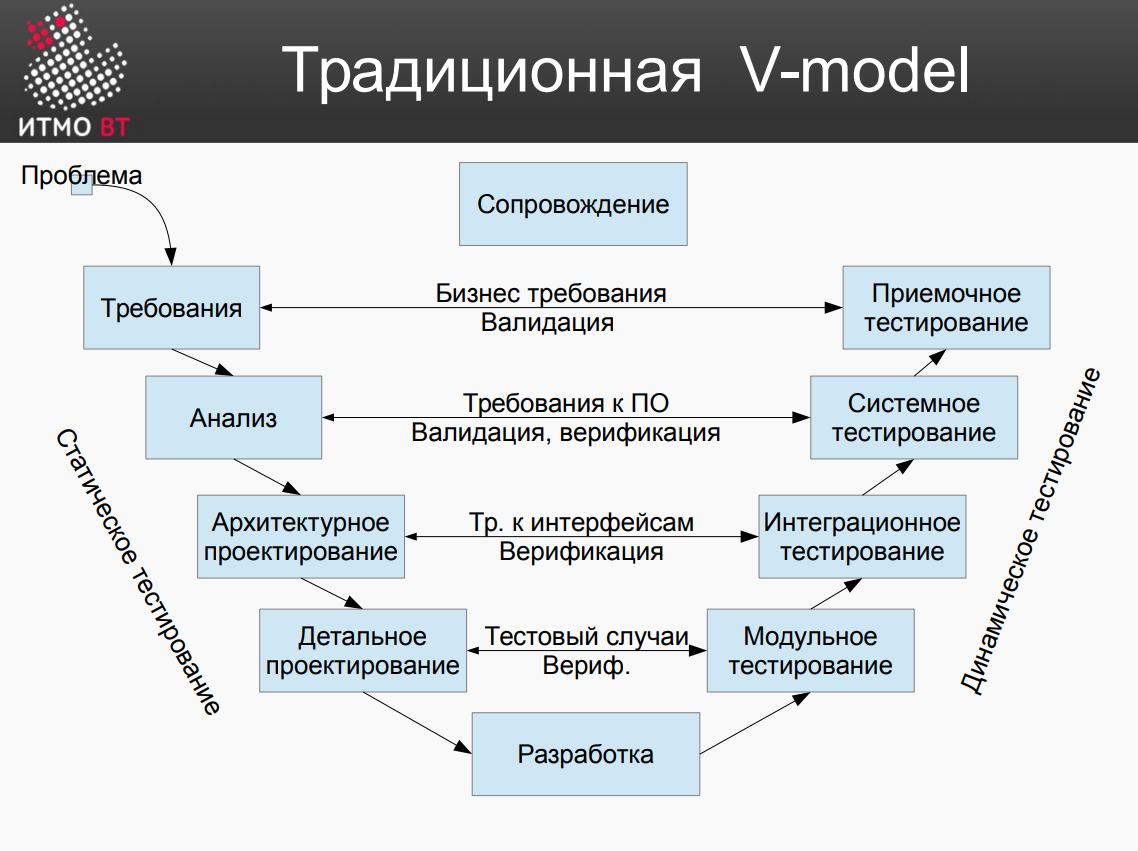 ИТМО ВТ
Традиционная V-model
Проблема
Сопровождение
Требования
Бизнес требования
Валидация
Приемочное
тестирование
Анализ
Требования к ПО
Валидация, верификация
Системное
тестирование
Статическое тестирование
Архитектурное
проектирование
Тр. к интерфейсам
Верификация
Интеграционное
тестирование
Динамическое тестирование
Детальное
проектирование
Тестовый случаи
Вериф.
Модульное
тестирование
Разработка